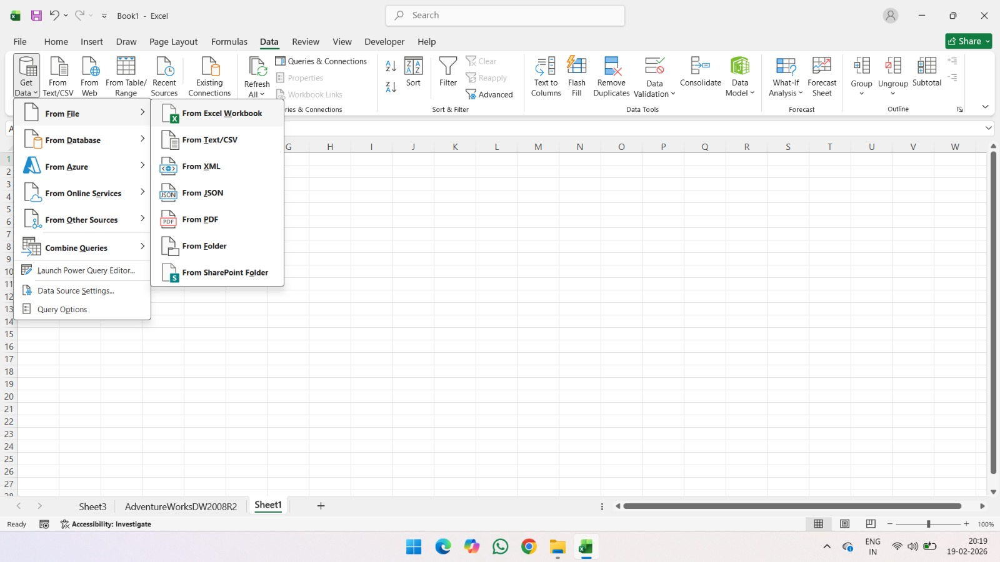 Book1 - Excel
Search
File Home Insert Draw Page Layout Formulas Data Review View Developer Help
Share
Get Data
From Text/CSV
From Web
From Table/ Range
Recent Sources
Existing Connections
Refresh All
Queries & Connections
Properties
Workbook Links
ries & Connections
Sort
Filter
Clear
Reapply
Advanced
Sort & Filter
Text to Columns
Flash Fill
Remove Duplicates
Data Validation
Consolidate
Data Model
Data Tools
What-If Analysis
Forecast Sheet
Forecast
Group
Ungroup
Subtotal
Outline
From File
From Database
From Azure
From Online Services
From Other Sources
Combine Queries
Launch Power Query Editor...
Data Source Settings...
Query Options
From Excel Workbook
From Text/CSV
From XML
From JSON
From PDF
From Folder
From SharePoint Folder
G H I J K L M N O P Q R S T U V W
1
2
3
4
5
6
7
8
9
10
11
12
13
14
15
16
17
18
19
20
21
22
23
24
25
26
27
Sheet3 AdventureWorksDW2008R2 Sheet1
Ready
Accessibility: Investigate
100%
ENG
IN
20:19
19-02-2026